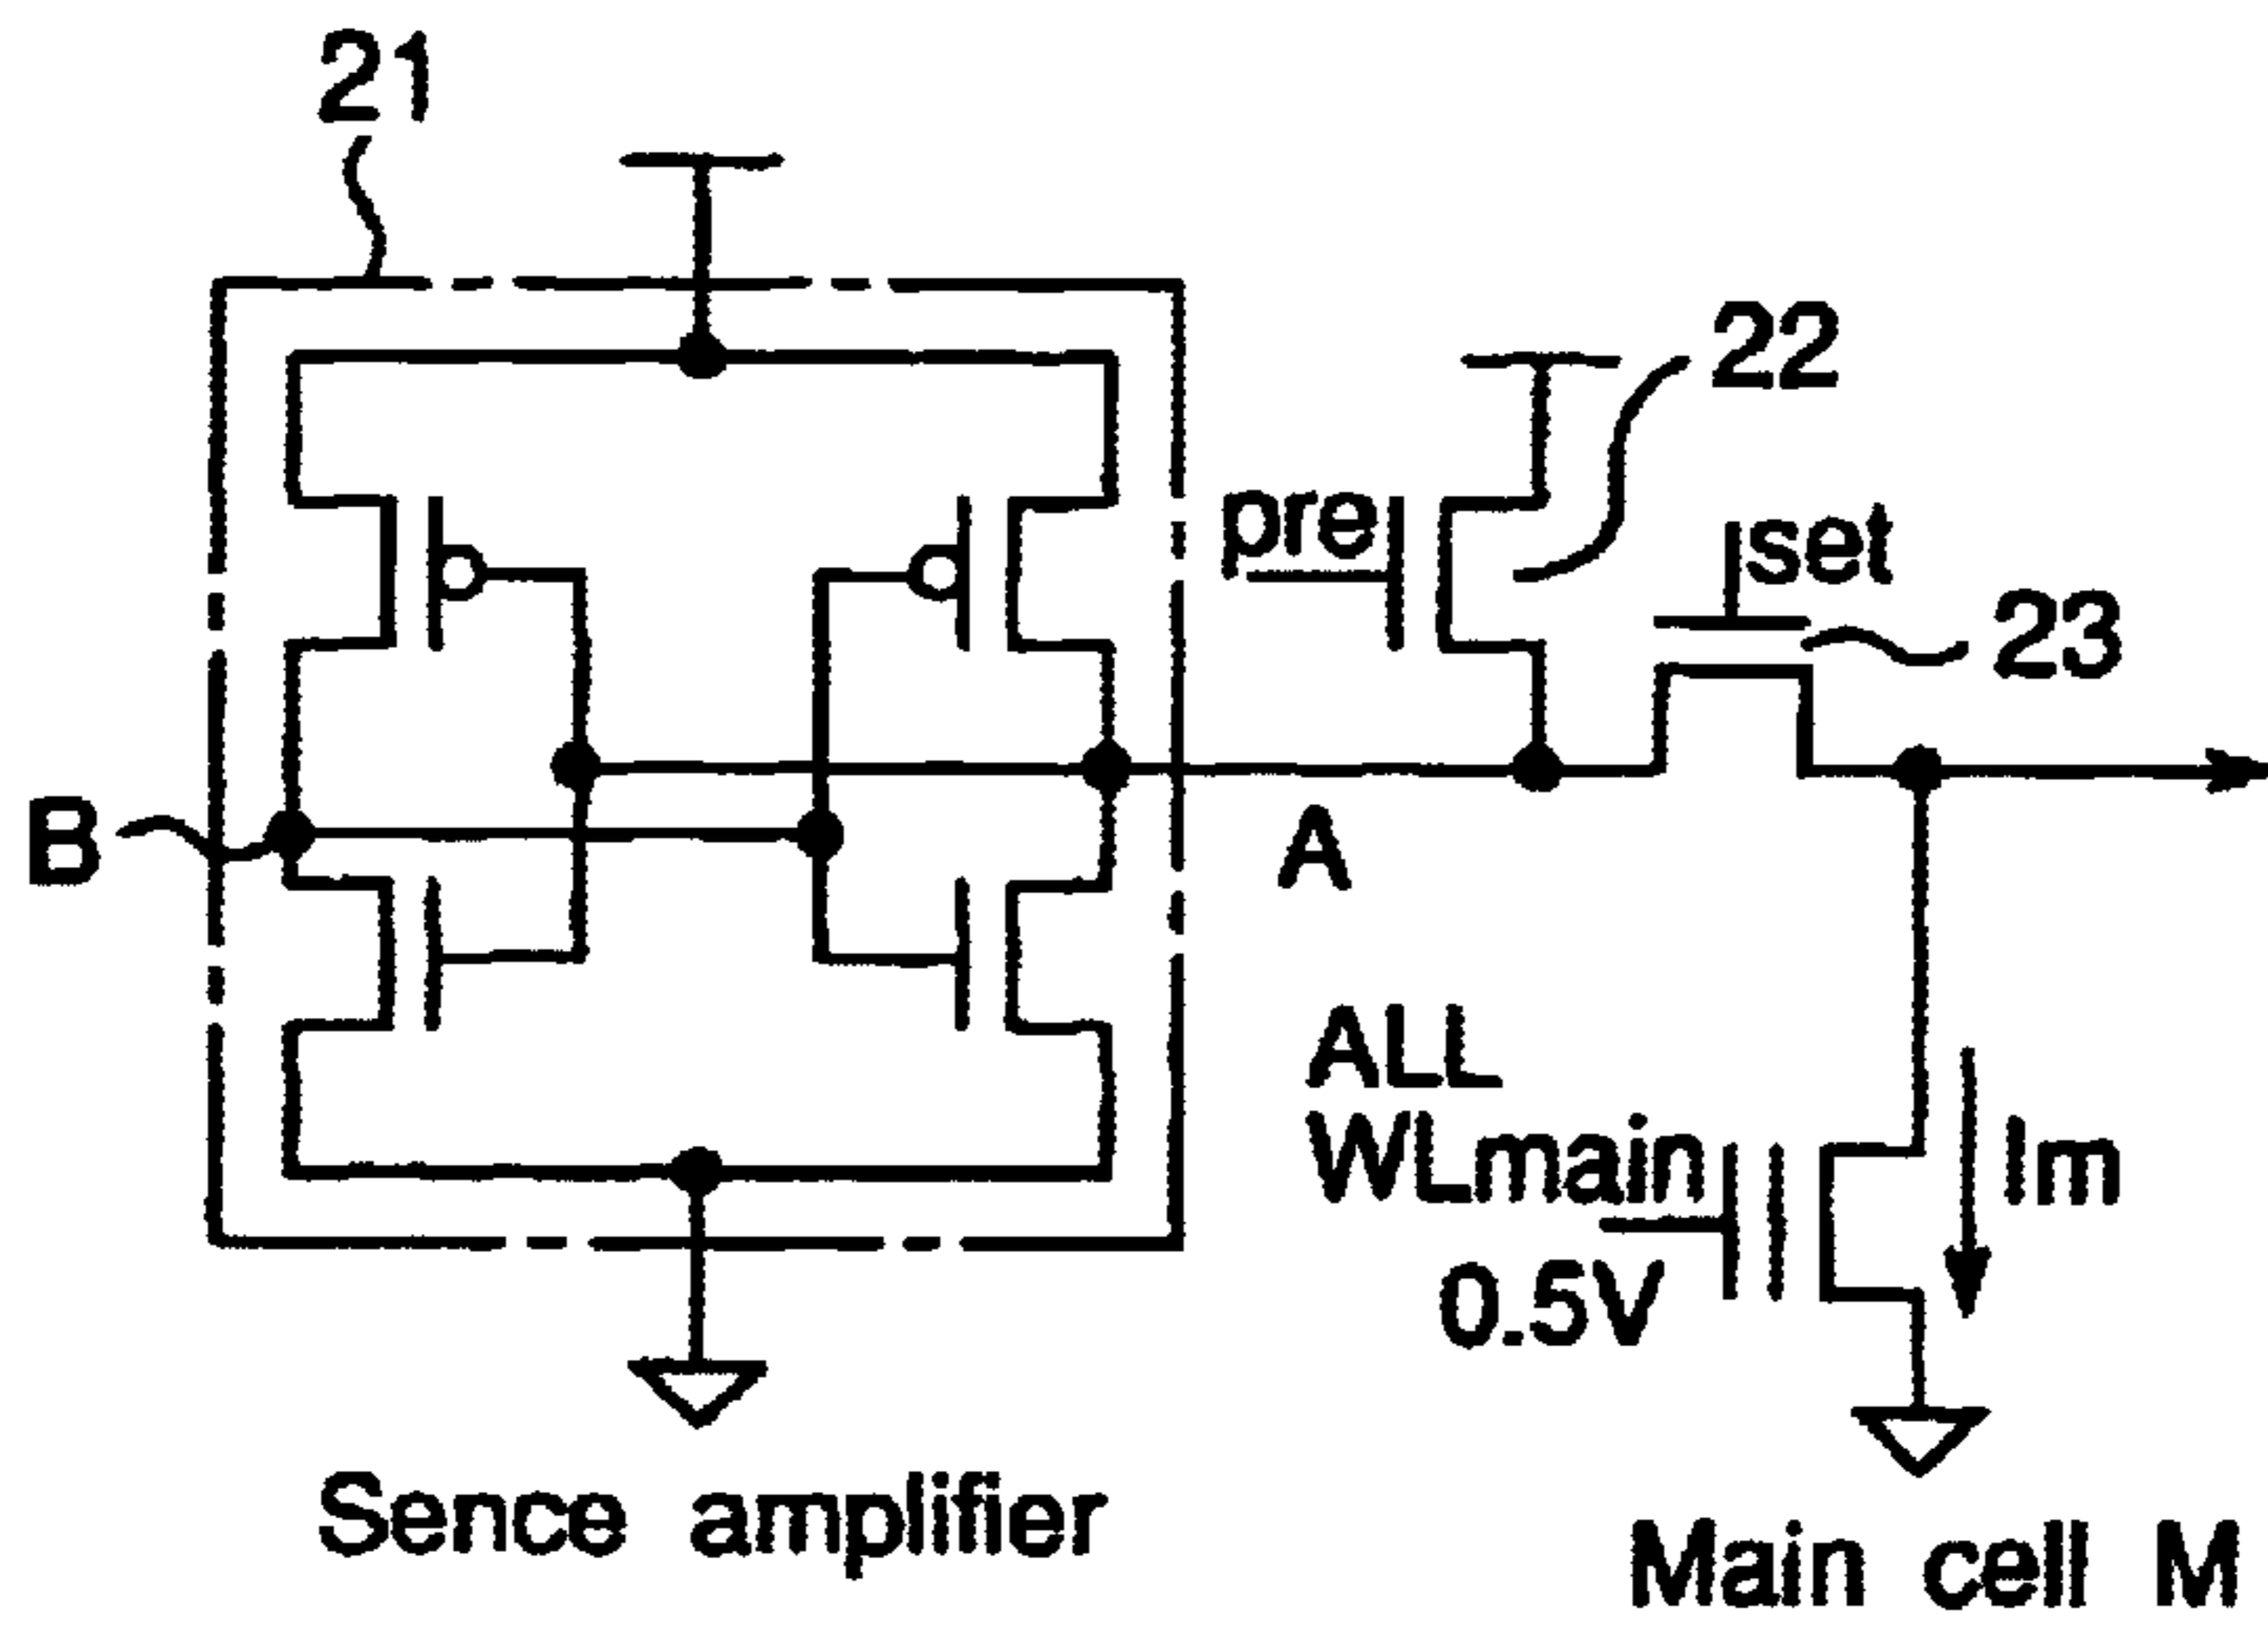 21
22
pre
set
23
B
A
ALL
WLmain
0.5V
Im
Sence amplifier
Main cell M